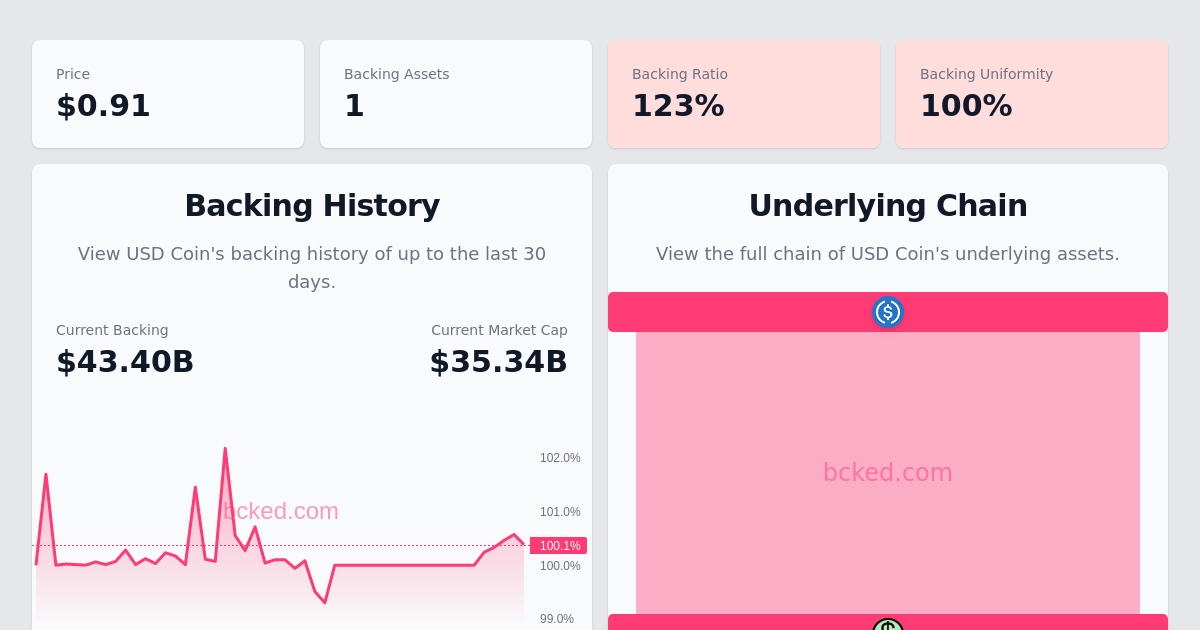 Price
$0.91
Backing Assets
1
Backing Ratio
123%
Backing Uniformity
100%
Backing History
View USD Coin's backing history of up to the last 30
days.
Current Backing
$43.40B
Current Market Cap
$35.34B
102.0%
101.0%
100.1%
100.0%
99.0%
bcked.com
Underlying Chain
View the full chain of USD Coin's underlying assets.
$
bcked.com
$